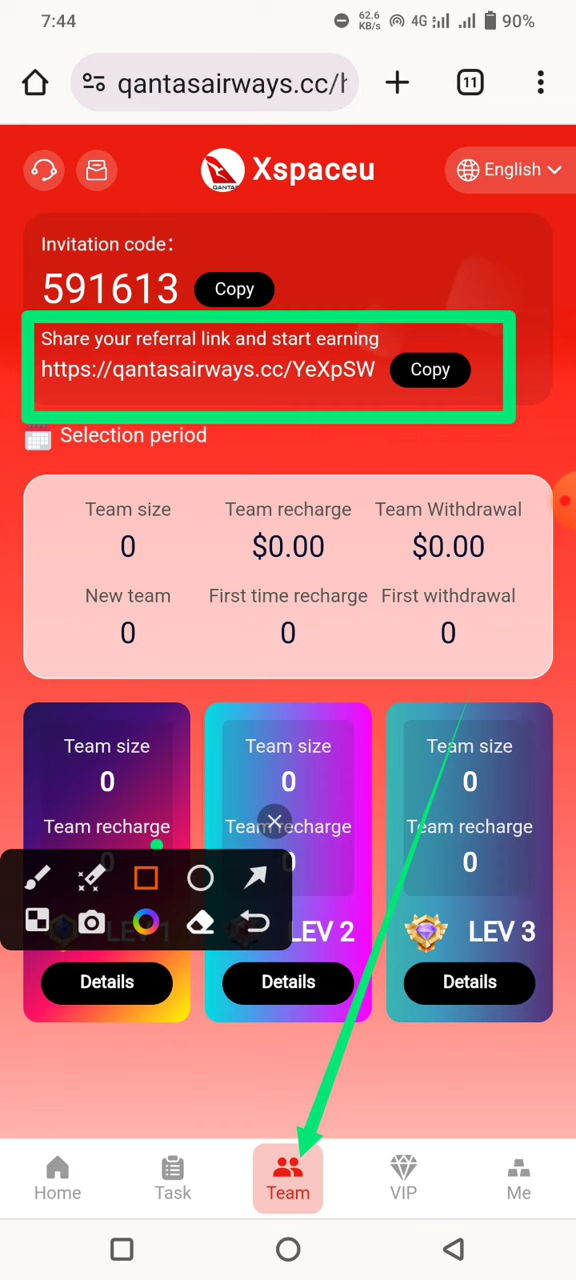 7:44 62.6 KB/s 4G 90%
qantasairways.cc/h 11
QANTAS Xspaceu English
Invitation code：
591613 Copy
Share your referral link and start earning
https://qantasairways.cc/YeXpSW Copy
Selection period
Team size Team recharge Team Withdrawal
0 $0.00 $0.00
New team First time recharge First withdrawal
0 0 0
Team size Team size Team size
0 0 0
Team recharge Team recharge Team recharge
0 0 0
LEV 1 LEV 2 LEV 3
Details Details Details
Home Task Team VIP Me